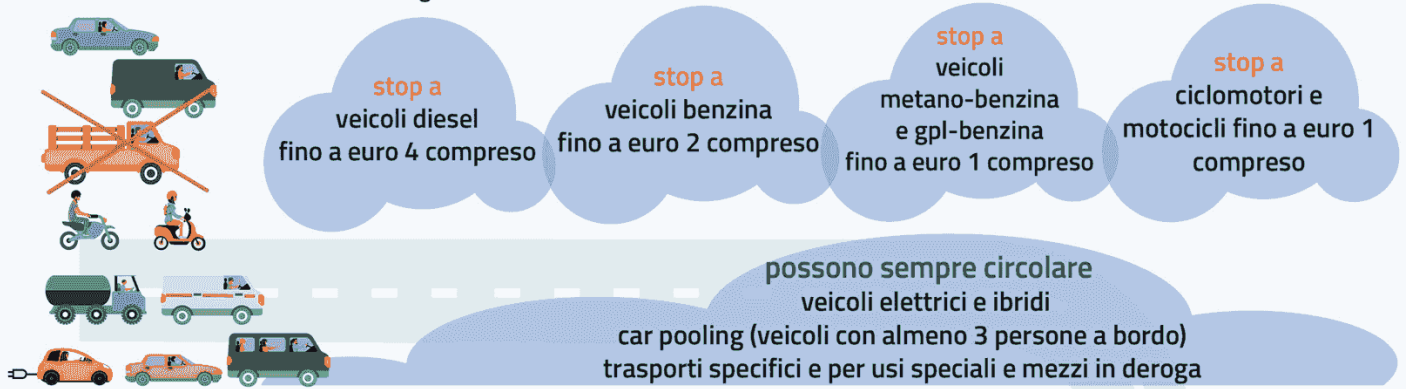 stop a
veicoli diesel
fino a euro 4 compreso
stop a
veicoli benzina
fino a euro 2 compreso
stop a
veicoli
metano-benzina
e gpl-benzina
fino a euro 1 compreso
stop a
ciclomotori e
motocicli fino a euro 1
compreso
possono sempre circolare
veicoli elettrici e ibridi
car pooling (veicoli con almeno 3 persone a bordo)
trasporti specifici e per usi speciali e mezzi in deroga